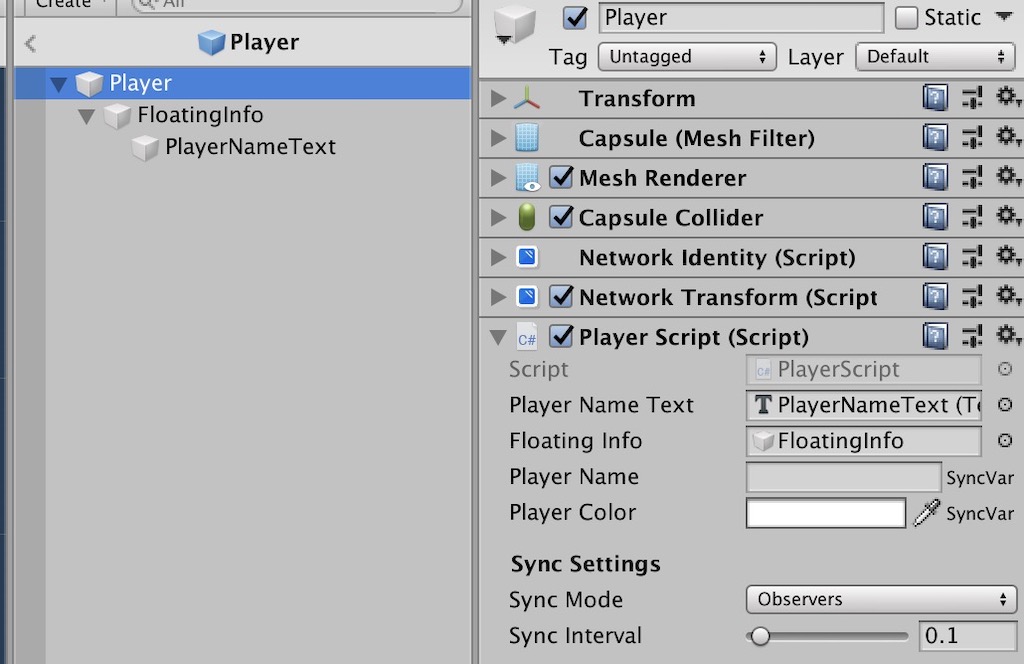 Create
All
Player
Player
FloatingInfo
PlayerNameText
Player
Static
Tag
Untagged
Layer
Default
Transform
Capsule (Mesh Filter)
Mesh Renderer
Capsule Collider
Network Identity (Script)
Network Transform (Script
C# Player Script (Script)
Script
C# PlayerScript
Player Name Text
PlayerNameText (Te
Floating Info
FloatingInfo
Player Name
SyncVar
Player Color
SyncVar
Sync Settings
Sync Mode
Observers
Sync Interval
0.1